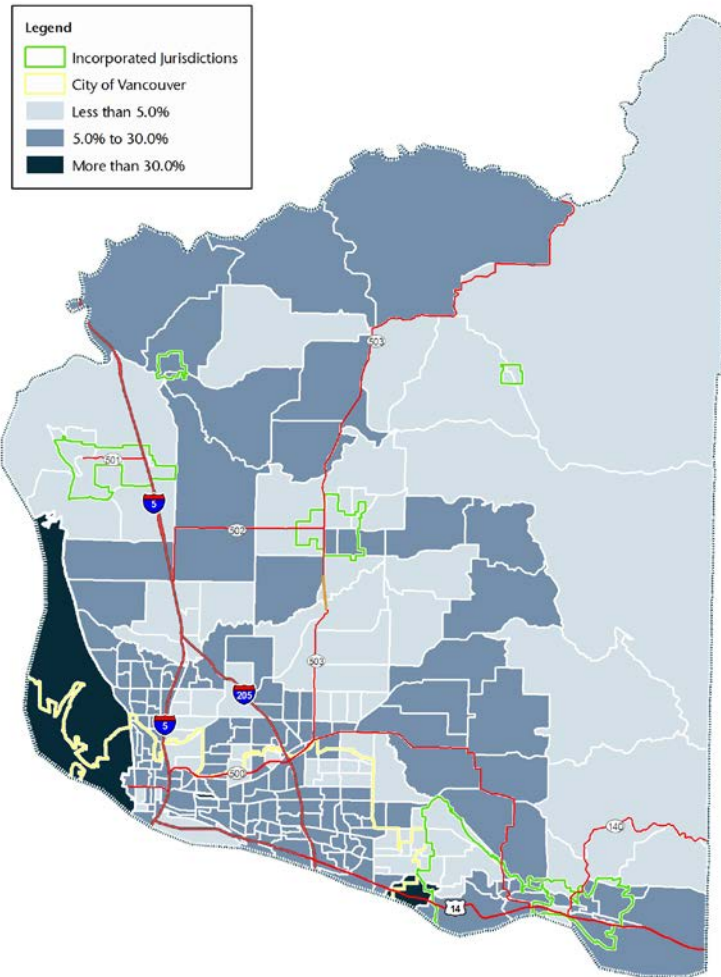 Legend
Incorporated Jurisdictions
City of Vancouver
Less than 5.0%
5.0% to 30.0%
More than 30.0%
503
501
5
502
503
205
5
500
140
14